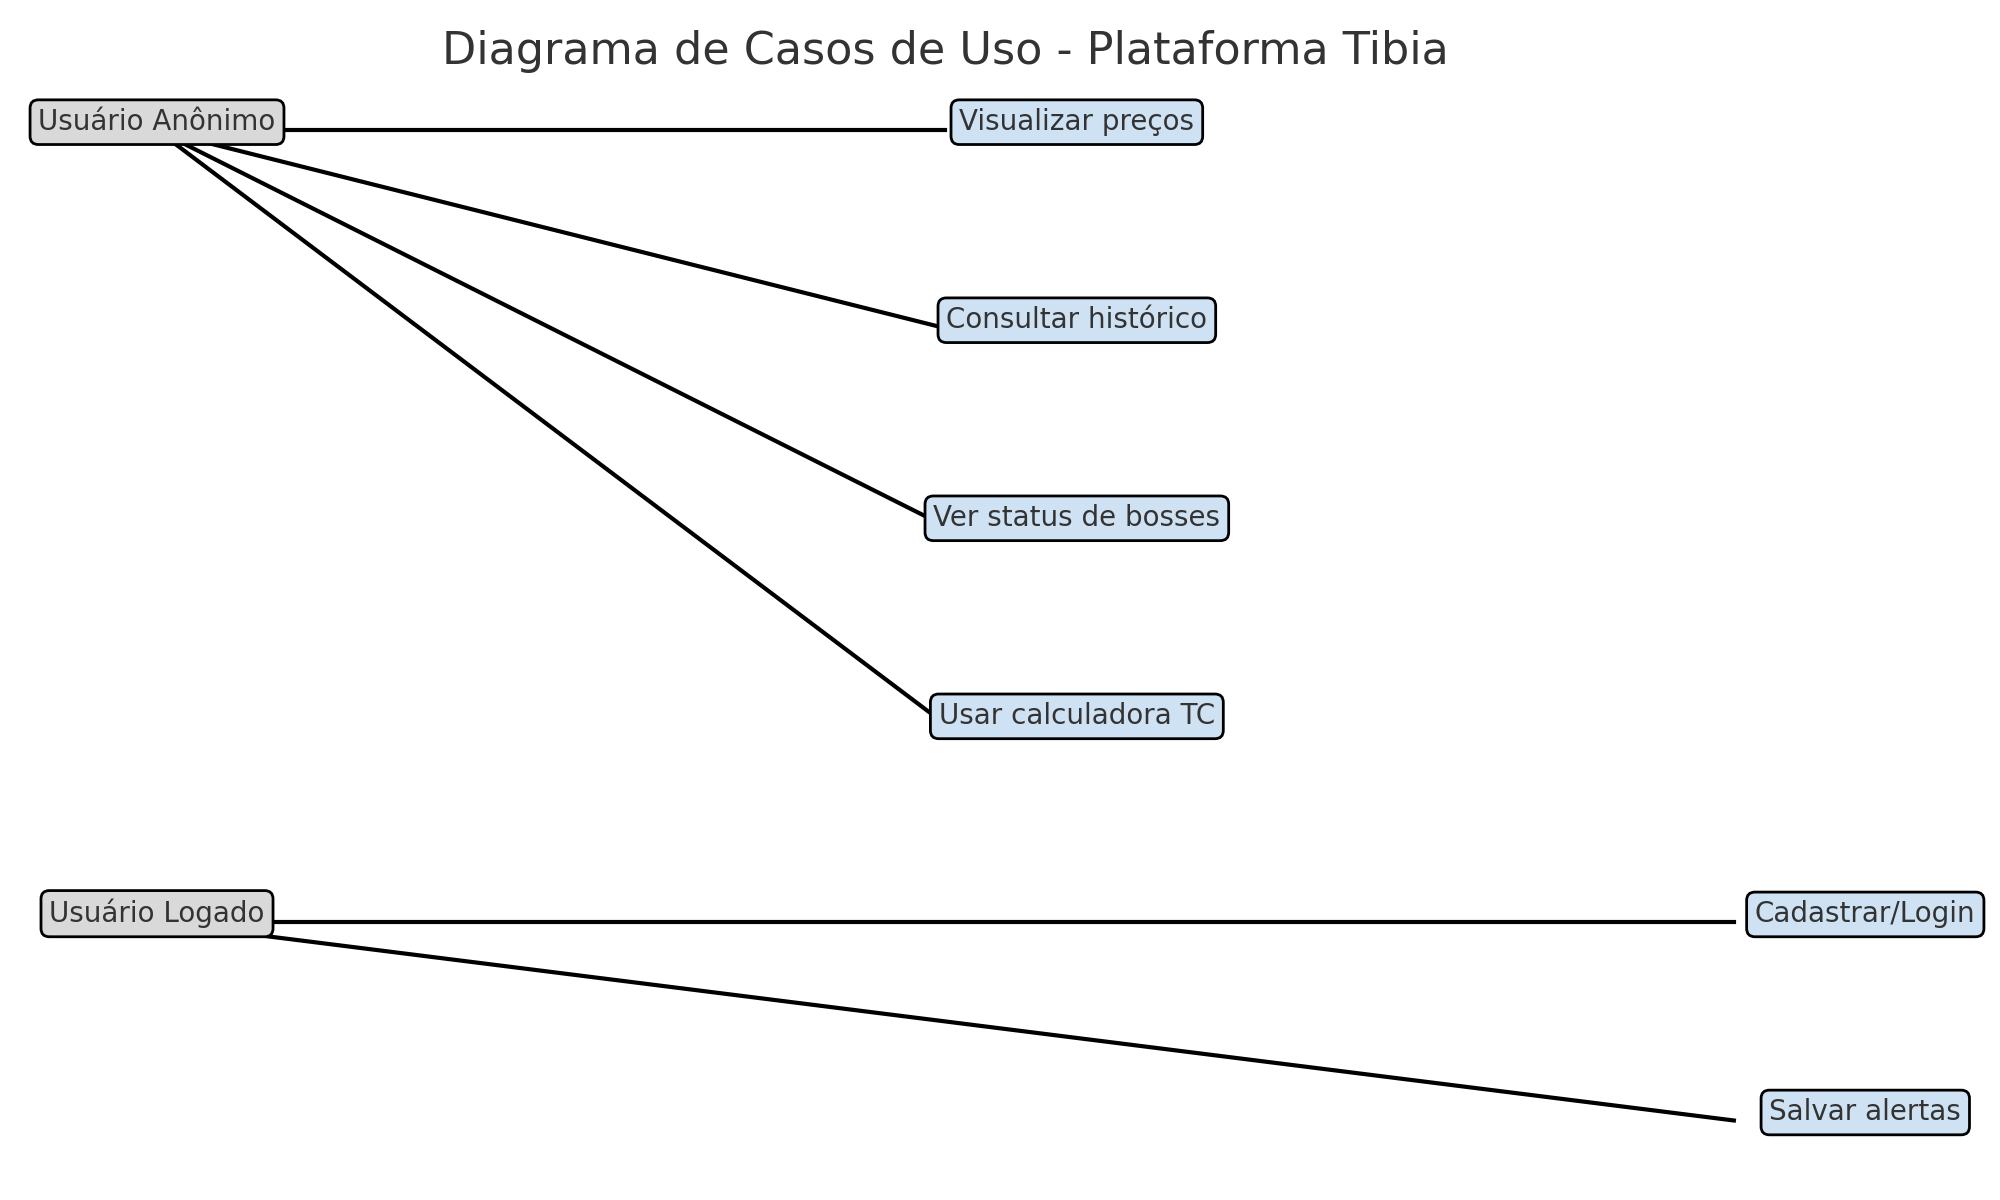 Diagrama de Casos de Uso - Plataforma Tibia
Usuário Anônimo
Visualizar preços
Consultar histórico
Ver status de bosses
Usar calculadora TC
Usuário Logado
Cadastrar/Login
Salvar alertas